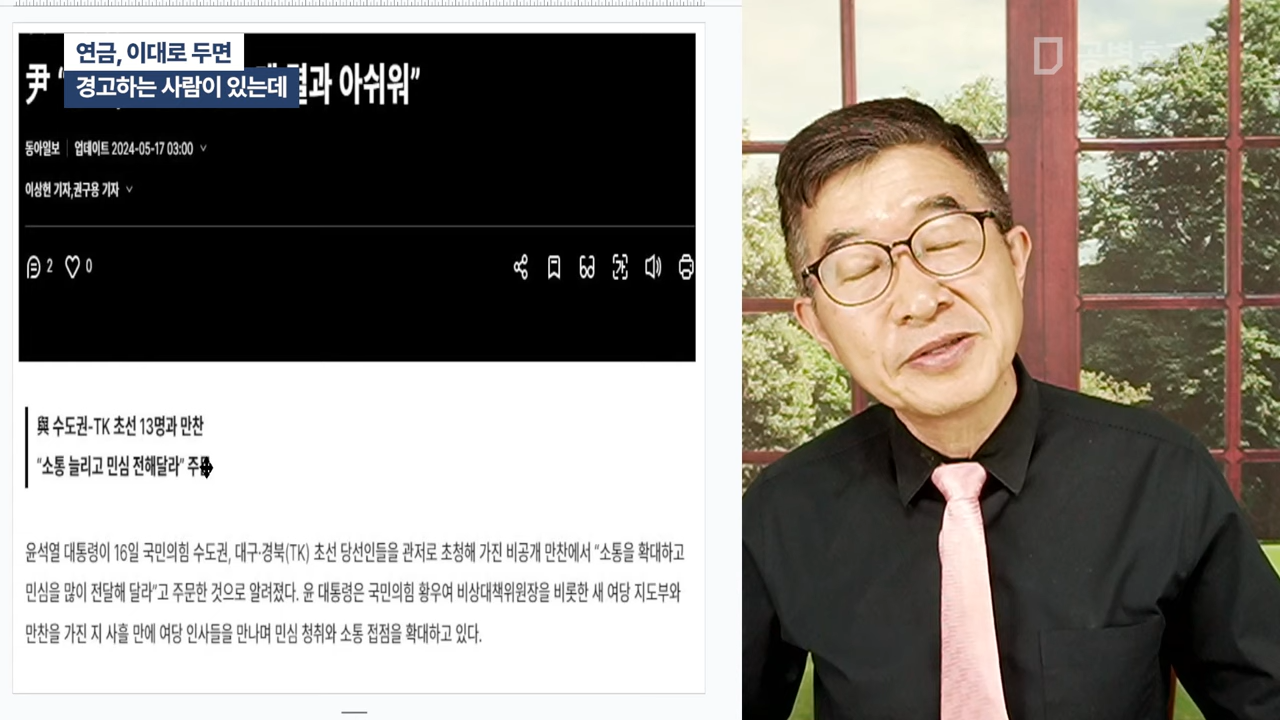 연금, 이대로 두면
경고하는 사람이 있는데
尹 “ 결과 아쉬워”
동아일보 업데이트 2024-05-17 03:00
이상헌 기자,권구용 기자
2 0
與 수도권-TK 초선 13명과 만찬
“소통 늘리고 민심 전해달라” 주문
윤석열 대통령이 16일 국민의힘 수도권, 대구·경북(TK) 초선 당선인들을 관저로 초청해 가진 비공개 만찬에서 “소통을 확대하고
민심을 많이 전달해 달라”고 주문한 것으로 알려졌다. 윤 대통령은 국민의힘 황우여 비상대책위원장을 비롯한 새 여당 지도부와
만찬을 가진 지 사흘 만에 여당 인사들을 만나며 민심 청취와 소통 접점을 확대하고 있다.
공병호TV